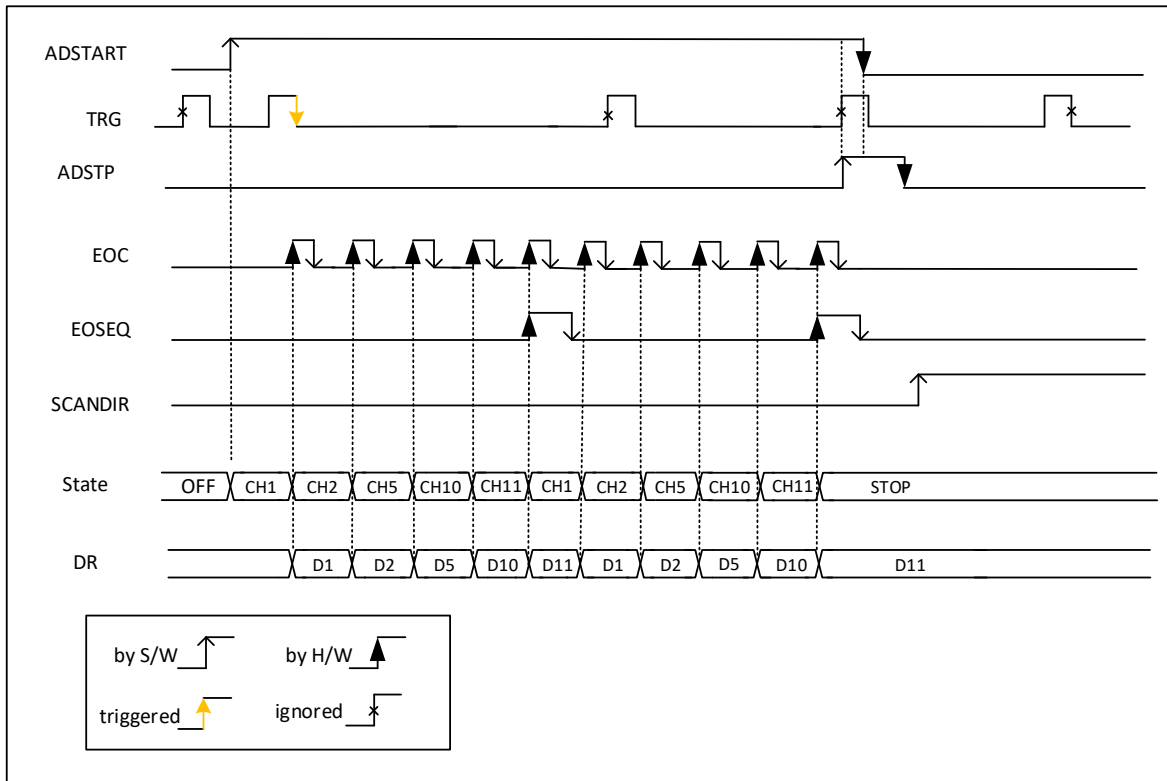 ADSTART
TRG
ADSTP
EOC
EOSEQ
SCANDIR
State OFF CH1 CH2 CH5 CH10 CH11 CH1 CH2 CH5 CH10 CH11 STOP
DR D1 D2 D5 D10 D11 D1 D2 D5 D10 D11
by S/W by H/W
triggered ignored